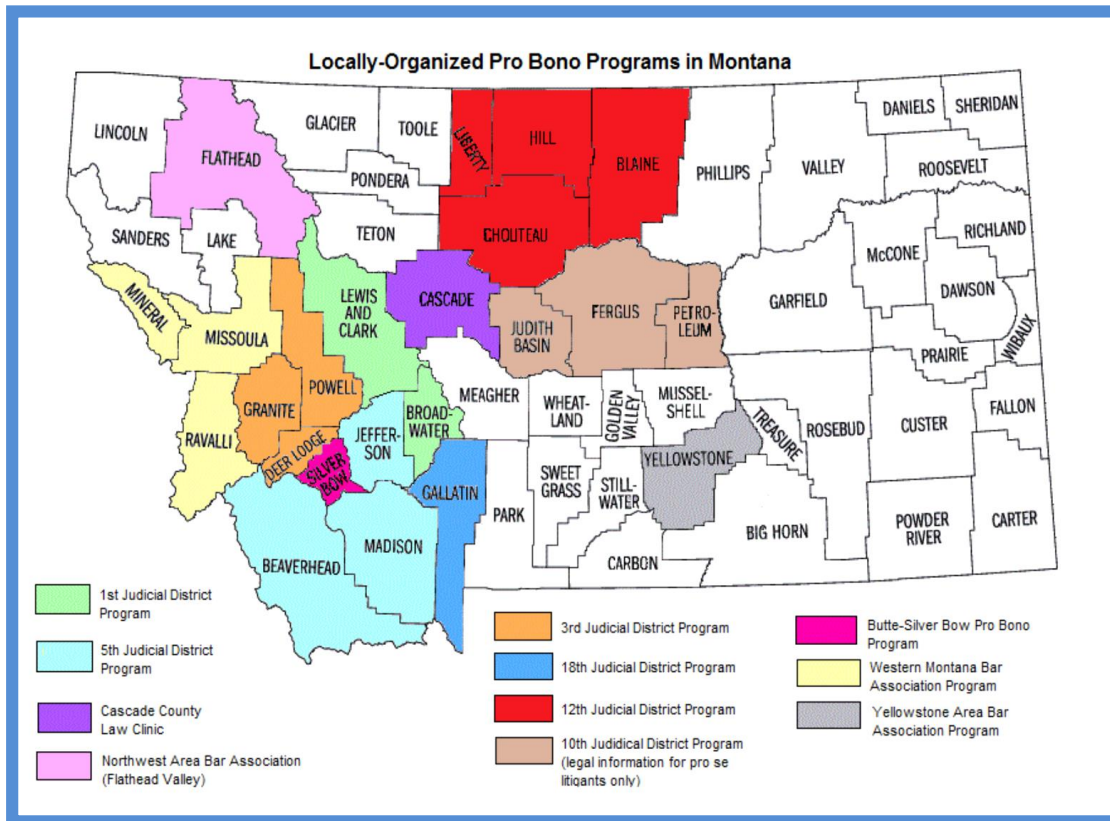 Locally-Organized Pro Bono Programs in Montana
LINCOLN
FLATHEAD
GLACIER
TOOLE
LIBERTY
HILL
BLAINE
PHILLIPS
VALLEY
DANIELS
SHERIDAN
ROOSEVELT
PONDERA
SANDERS
LAKE
TETON
CHOUTEAU
RICHLAND
McCONE
GARFIELD
DAWSON
MINERAL
MISSOULA
LEWIS
AND
CLARK
CASCADE
JUDITH
BASIN
FERGUS
PETRO-
LEUM
WIBAUX
PRAIRIE
POWELL
GRANITE
RAVALLI
DEER LODGE
SILVER
BOW
JEFFER-
SON
BROAD-
WATER
MEAGHER
WHEAT-
LAND
GOLDEN
VALLEY
MUSSEL-
SHELL
TREASURE
ROSEBUD
CUSTER
FALLON
YELLOWSTONE
GALLATIN
PARK
SWEET
GRASS
STILL-
WATER
BEAVERHEAD
MADISON
CARBON
BIG HORN
POWDER
RIVER
CARTER
1st Judicial District
Program
5th Judicial District
Program
Cascade County
Law Clinic
Northwest Area Bar Association
(Flathead Valley)
3rd Judicial District Program
18th Judicial District Program
12th Judicial District Program
10th Judidical District Program
(legal information for pro se
litigants only)
Butte-Silver Bow Pro Bono
Program
Western Montana Bar
Association Program
Yellowstone Area Bar
Association Program